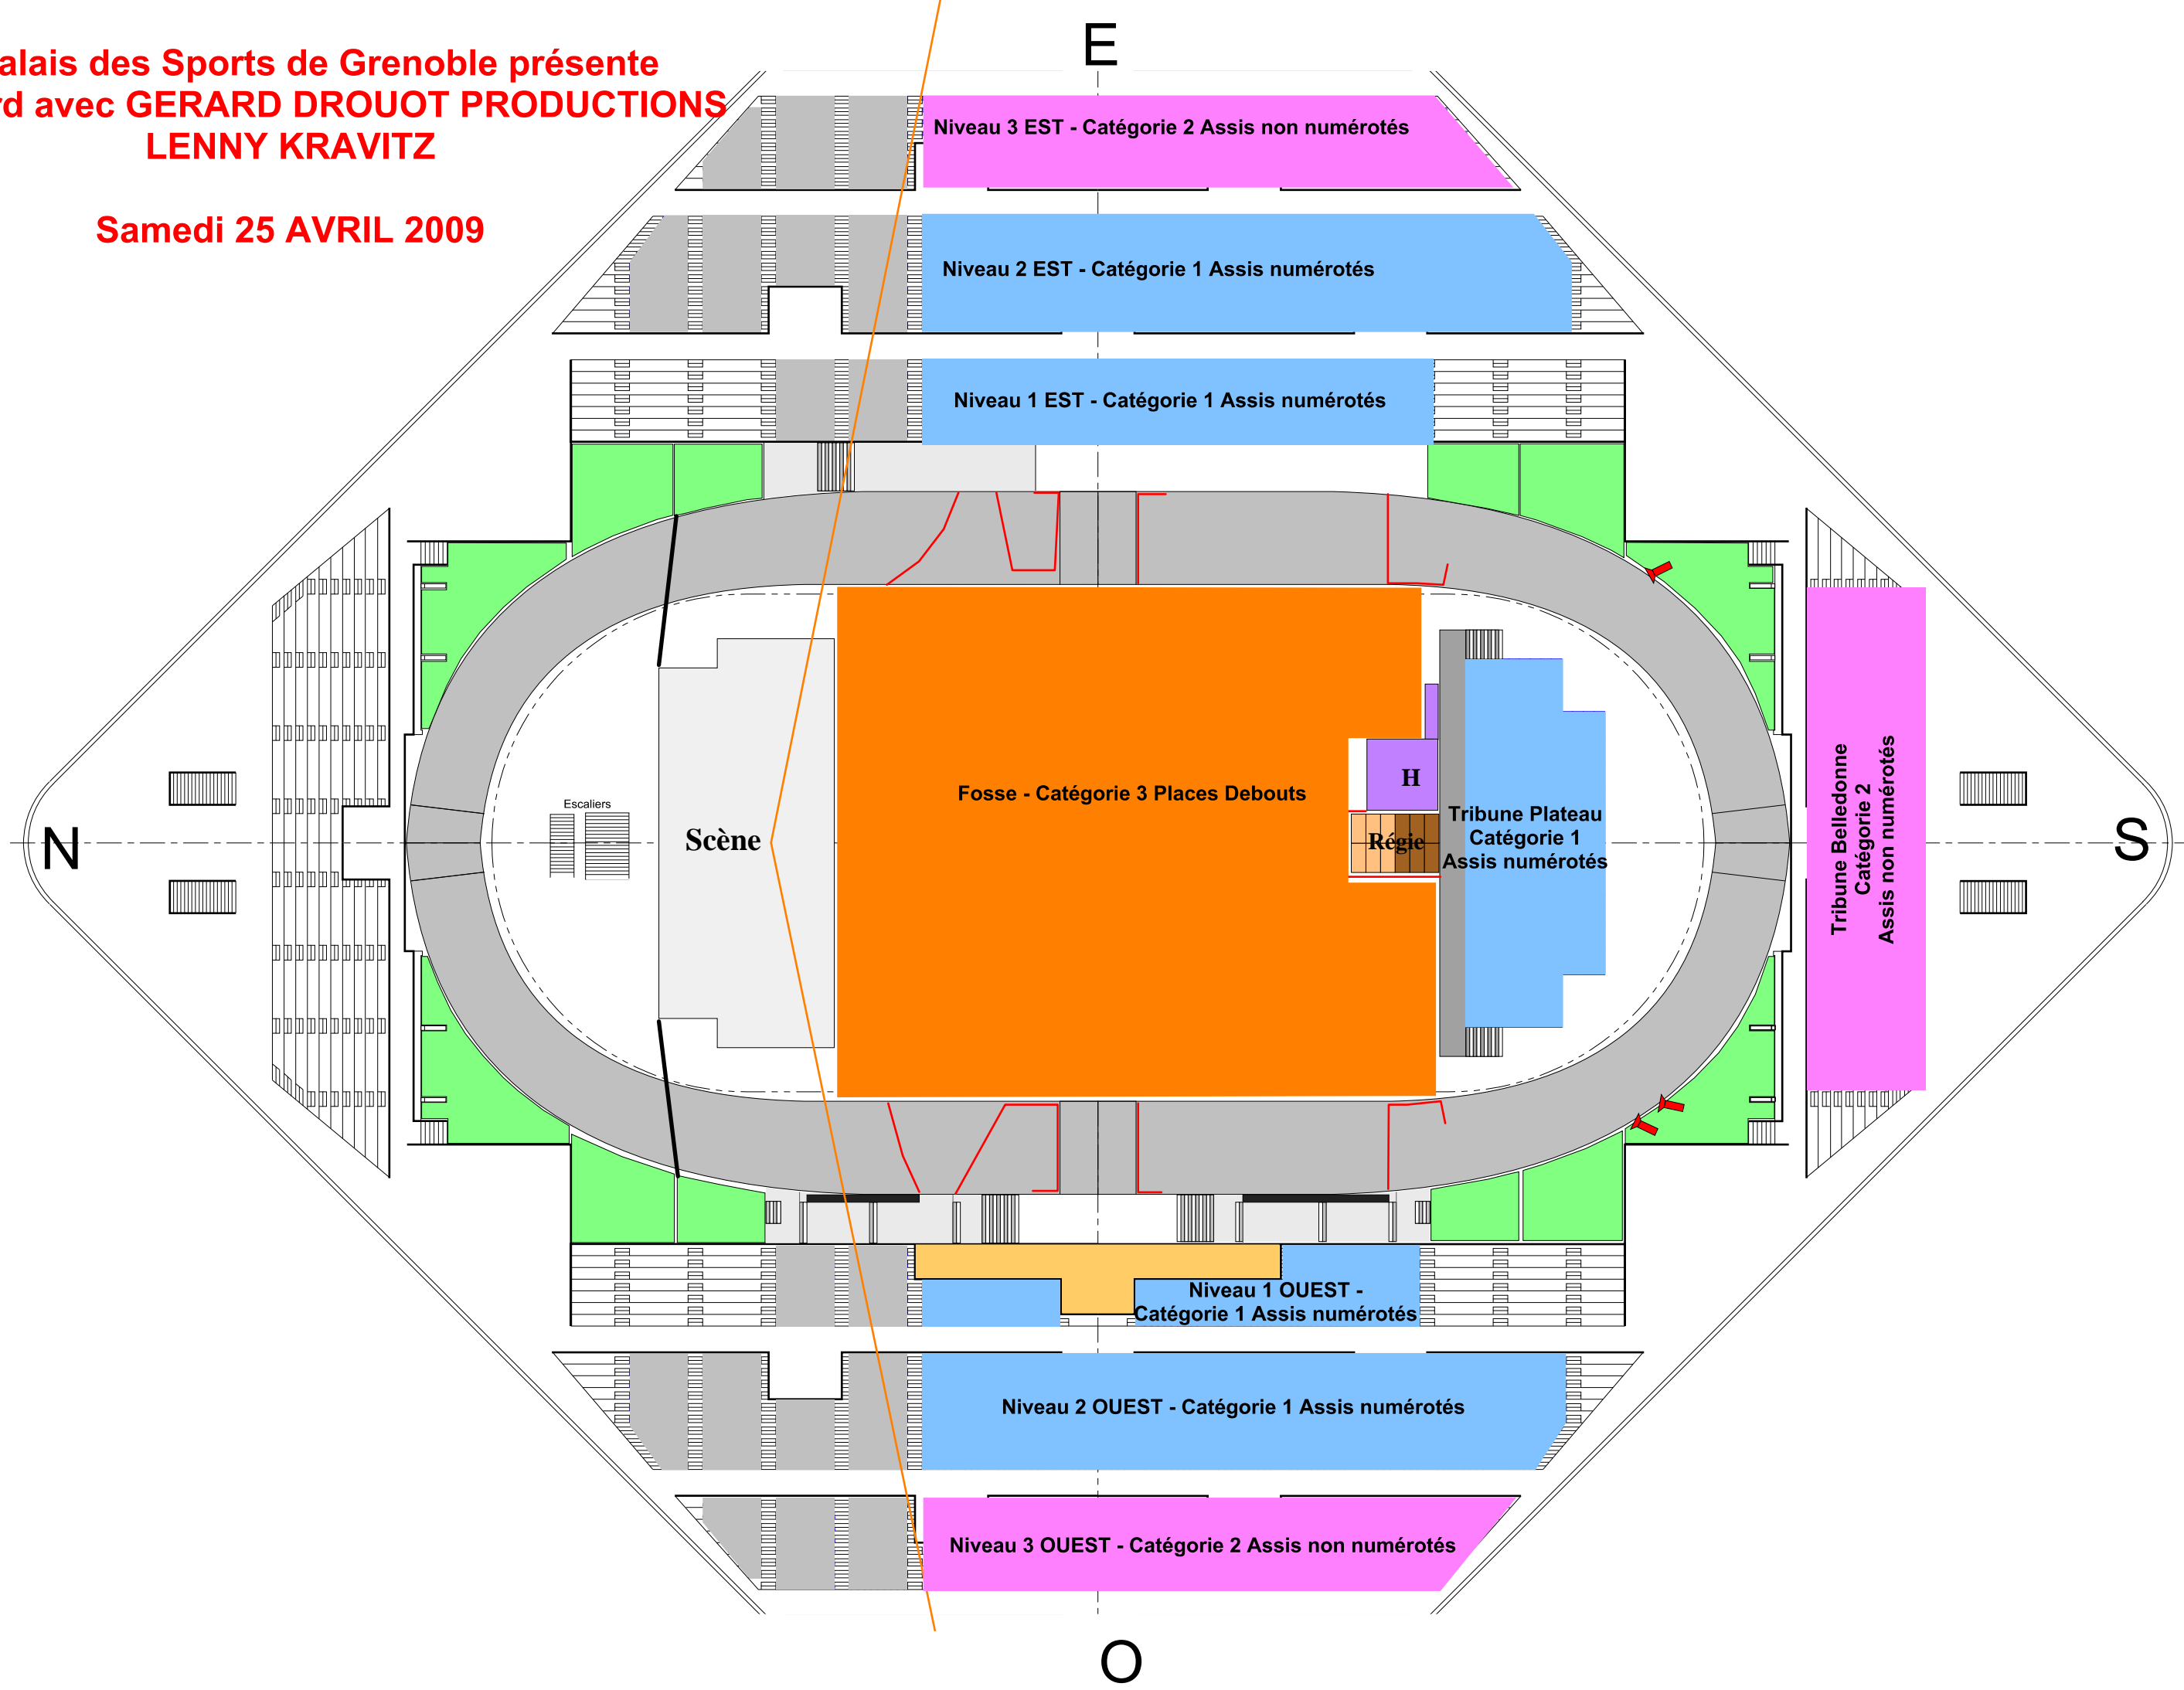 alais des Sports de Grenoble présente
rd avec GERARD DROUOT PRODUCTIONS
LENNY KRAVITZ
Samedi 25 AVRIL 2009
E
Niveau 3 EST - Catégorie 2 Assis non numérotés
Niveau 2 EST - Catégorie 1 Assis numérotés
Niveau 1 EST - Catégorie 1 Assis numérotés
N
Escaliers
Scène
Fosse - Catégorie 3 Places Debouts
H
Régie
Tribune Plateau
Catégorie 1
Assis numérotés
Tribune Belledonne
Catégorie 2
Assis non numérotés
S
Niveau 1 OUEST -
Catégorie 1 Assis numérotés
Niveau 2 OUEST - Catégorie 1 Assis numérotés
Niveau 3 OUEST - Catégorie 2 Assis non numérotés
O